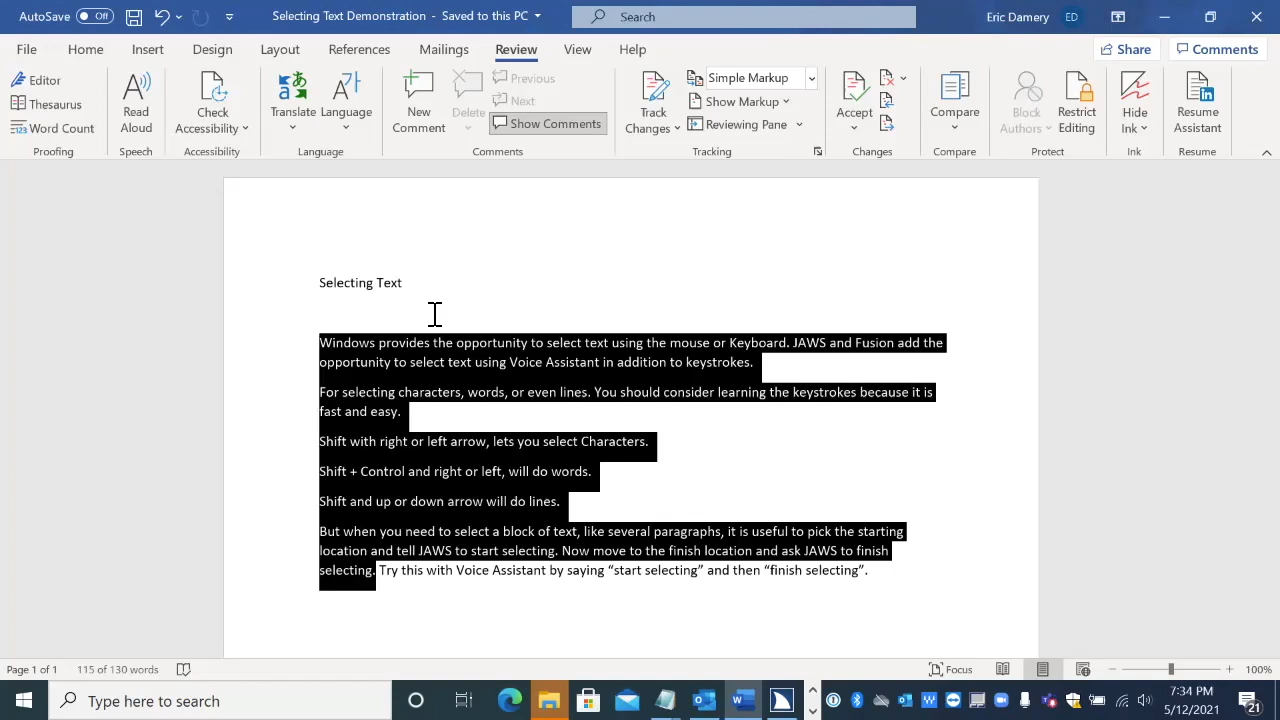 AutoSave Off Selecting Text Demonstration - Saved to this PC Search Eric Damery ED
File Home Insert Design Layout References Mailings Review View Help Share Comments
Editor
Thesaurus
Word Count
Proofing
Read
Aloud
Speech
Check
Accessibility
Accessibility
Translate Language
Language
New
Comment
Delete
Previous
Next
Show Comments
Comments
Track
Changes
Simple Markup
Show Markup
Reviewing Pane
Tracking
Accept
Changes
Compare
Compare
Block
Authors
Restrict
Editing
Protect
Hide
Ink
Ink
Resume
Assistant
Resume
Selecting Text
Windows provides the opportunity to select text using the mouse or Keyboard. JAWS and Fusion add the
opportunity to select text using Voice Assistant in addition to keystrokes.
For selecting characters, words, or even lines. You should consider learning the keystrokes because it is
fast and easy.
Shift with right or left arrow, lets you select Characters.
Shift + Control and right or left, will do words.
Shift and up or down arrow will do lines.
But when you need to select a block of text, like several paragraphs, it is useful to pick the starting
location and tell JAWS to start selecting. Now move to the finish location and ask JAWS to finish
selecting. Try this with Voice Assistant by saying “start selecting” and then “finish selecting”.
Page 1 of 1 115 of 130 words Focus 100%
Type here to search
7:34 PM
5/12/2021
21